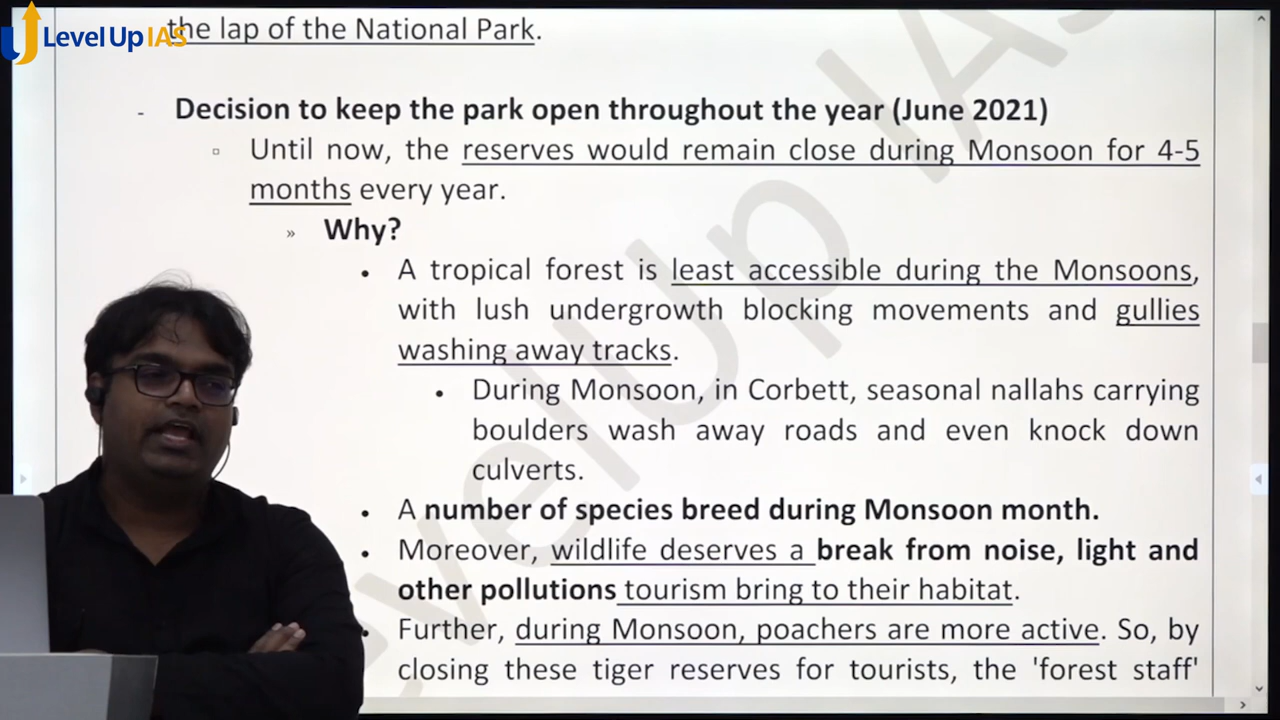 the lap of the National Park.
Level Up IAS
- Decision to keep the park open throughout the year (June 2021)
▫ Until now, the reserves would remain close during Monsoon for 4-5
months every year.
» Why?
• A tropical forest is least accessible during the Monsoons,
with lush undergrowth blocking movements and gullies
washing away tracks.
• During Monsoon, in Corbett, seasonal nallahs carrying
boulders wash away roads and even knock down
culverts.
• A number of species breed during Monsoon month.
• Moreover, wildlife deserves a break from noise, light and
other pollutions tourism bring to their habitat.
• Further, during Monsoon, poachers are more active. So, by
closing these tiger reserves for tourists, the 'forest staff'
LevelUp IAS